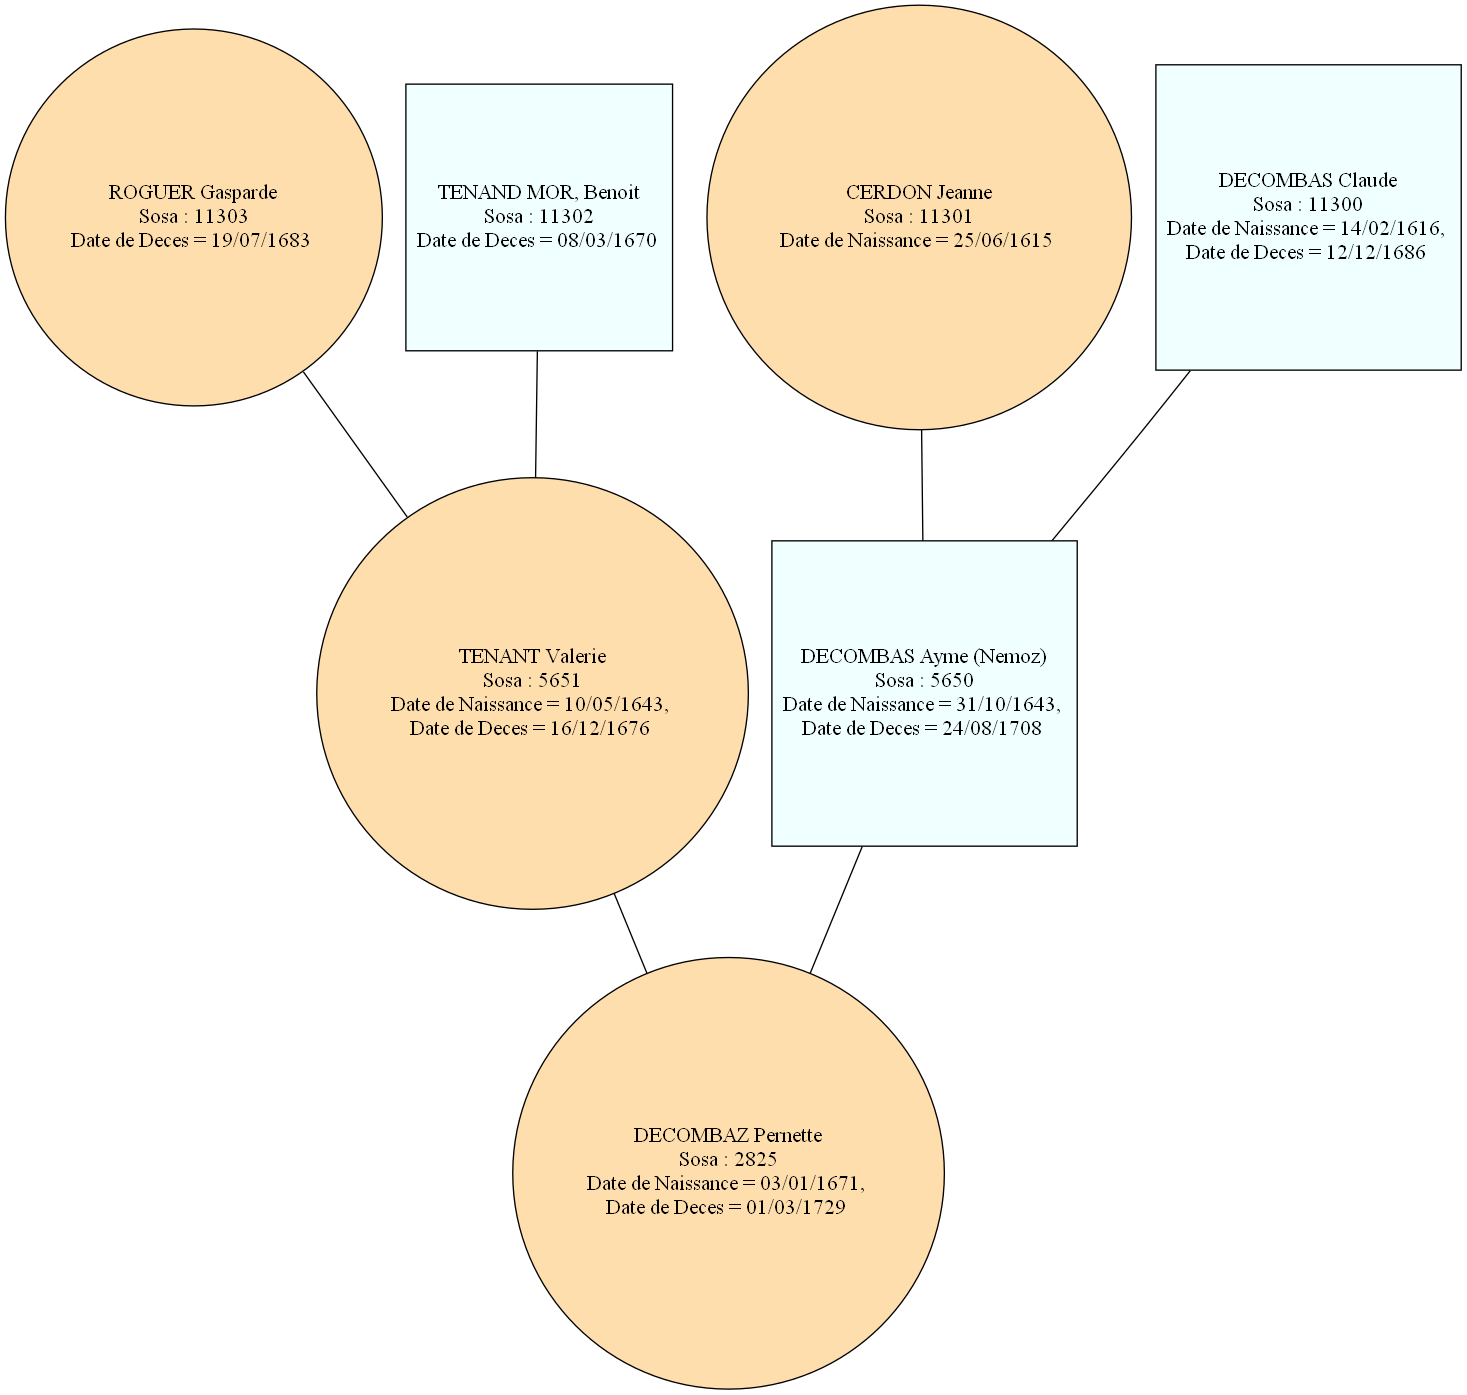 ROGUER Gasparde
Sosa : 11303
Date de Deces = 19/07/1683
TENAND MOR, Benoit
Sosa : 11302
Date de Deces = 08/03/1670
CERDON Jeanne
Sosa : 11301
Date de Naissance = 25/06/1615
DECOMBAS Claude
Sosa : 11300
Date de Naissance = 14/02/1616,
Date de Deces = 12/12/1686
TENANT Valerie
Sosa : 5651
Date de Naissance = 10/05/1643,
Date de Deces = 16/12/1676
DECOMBAS Ayme (Nemoz)
Sosa : 5650
Date de Naissance = 31/10/1643,
Date de Deces = 24/08/1708
DECOMBAZ Pernette
Sosa : 2825
Date de Naissance = 03/01/1671,
Date de Deces = 01/03/1729